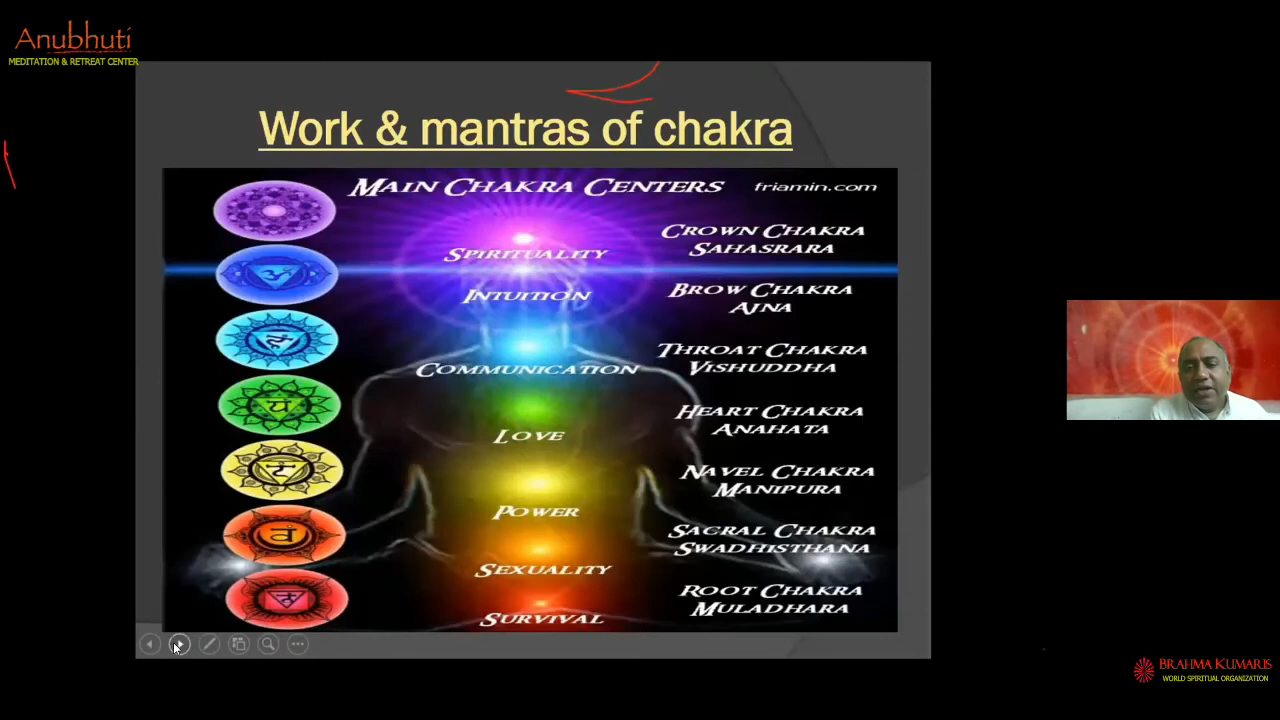 Anubhuti
MEDITATION & RETREAT CENTER
Work & mantras of chakra
MAIN CHAKRA CENTERS
friamin.com
CROWN CHAKRA
SAHASRARA
SPIRITUALITY
BROW CHAKRA
AJNA
INTUITION
THROAT CHAKRA
VISHUDDHA
COMMUNICATION
HEART CHAKRA
ANAHATA
LOVE
यं
NAVEL CHAKRA
MANIPURA
POWER
रं
SACRAL CHAKRA
SWADHISTHANA
SEXUALITY
वं
ROOT CHAKRA
MULADHARA
SURVIVAL
BRAHMA KUMARIS
WORLD SPIRITUAL ORGANIZATION